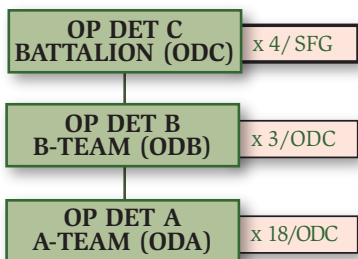 OP DET C
BATTALION (ODC)
x 4/ SFG
OP DET B
B-TEAM (ODB)
x 3/ODC
OP DET A
A-TEAM (ODA)
x 18/ODC